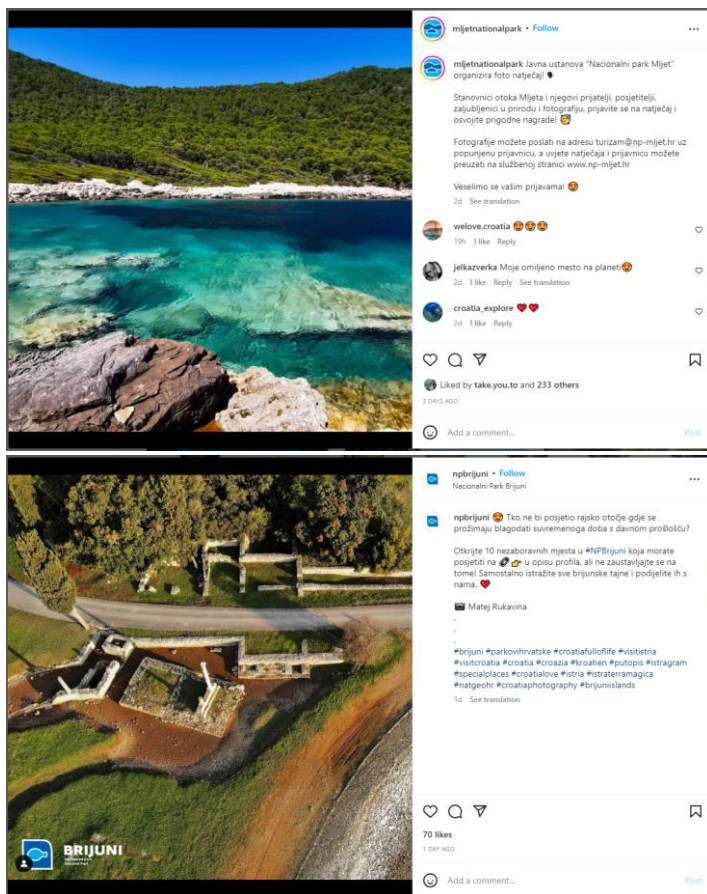 mljetnationalpark • Follow
mljetnationalpark Javna ustanova "Nacionalni park Mljet"
organizira foto natječaj! 🗣
Stanovnici otoka Mljeta i njegovi prijatelji, posjetitelji,
zaljubljenici u prirodu i fotografiju, prijavite se na natječaj i
osvojite prigodne nagrade! 🥰
Fotografije možete poslati na adresu turizam@np-mljet.hr uz
popunjenu prijavnicu, a uvjete natječaja i prijavnicu možete
preuzeti na službenoj stranici www.np-mljet.hr
Veselimo se vašim prijavama! 😍
2d See translation
welove.croatia 😍😍😍
19h 1 like Reply
jelkazverka Moje omiljeno mesto na planeti😍
2d 1 like Reply See translation
croatia_explore ❤️❤️
2d 1 like Reply
Liked by take.you.to and 233 others
2 DAYS AGO
Add a comment...
Post
npbrijuni • Follow
Nacionalni Park Brijuni
npbrijuni 😍 Tko ne bi posjetio rajsko otočje gdje se
prožimaju blagodati suvremenoga doba s davnom prošlošću?
Otkrijte 10 nezaboravnih mjesta u #NPBrijuni koja morate
posjetiti na 🔗👉 u opisu profila, ali ne zaustavljajte se na
tome! Samostalno istražite sve brijunske tajne i podijelite ih s
nama. ❤️
📷 Matej Rukavina
.
.
.
#brijuni #parkovihrvatske #croatiafulloflife #visitistria
#visitcroatia #croatia #croazia #kroatien #putopis #istragram
#specialplaces #croatialove #istria #istraterramagica
#natgeohr #croatiaphotography #brijuniislands
1d See translation
70 likes
1 DAY AGO
Add a comment...
Post
BRIJUNI